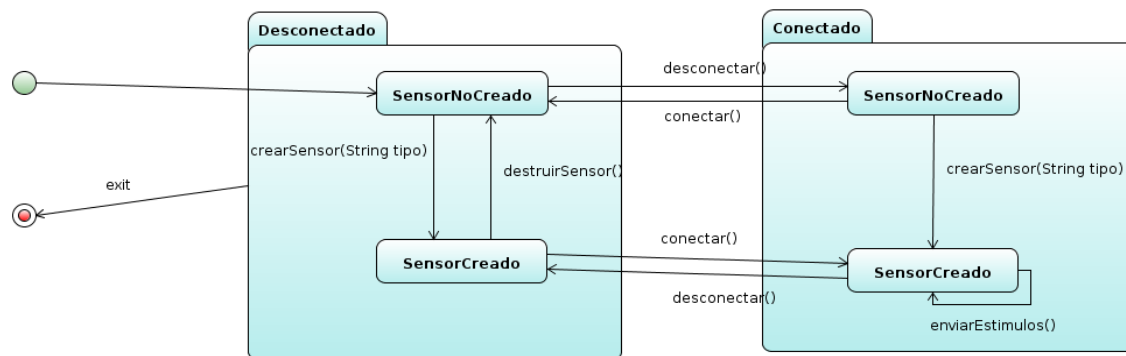 Desconectado
Conectado
desconectar()
SensorNoCreado
SensorNoCreado
conectar()
crearSensor(String tipo)
destruirSensor()
crearSensor(String tipo)
exit
conectar()
SensorCreado
SensorCreado
desconectar()
enviarEstimulos()